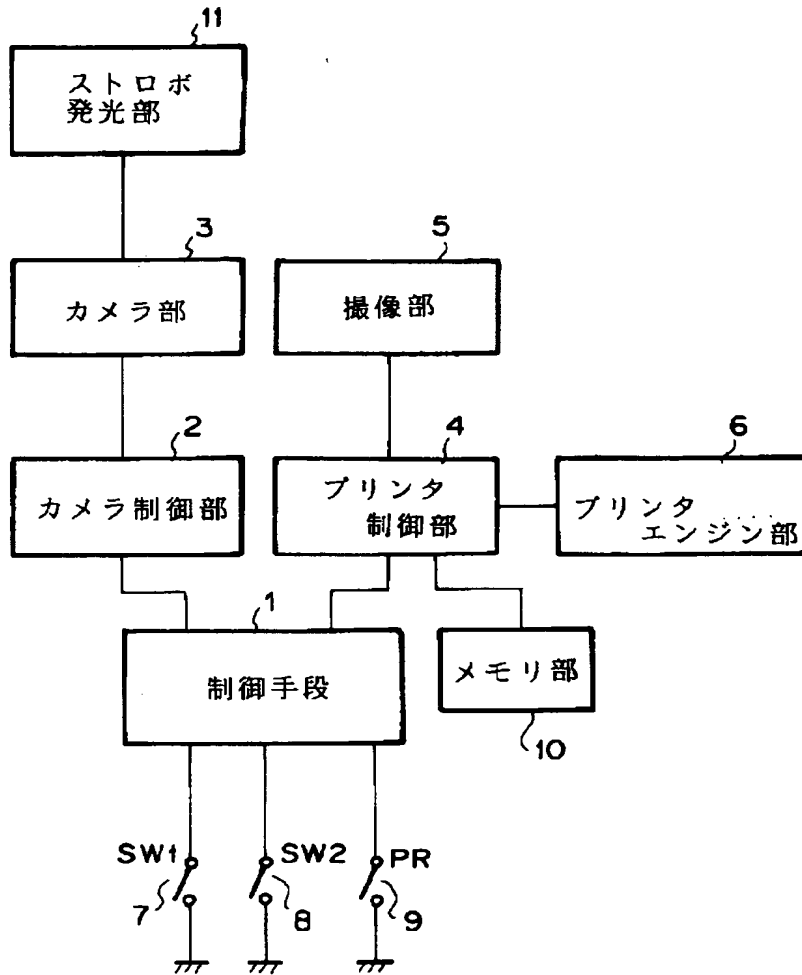 11
ストロボ
発光部
3
カメラ部
5
撮像部
2
カメラ制御部
4
プリンタ
制御部
6
プリンタ
エンジン部
1
制御手段
メモリ部
10
SW1
SW2
PR
7
8
9